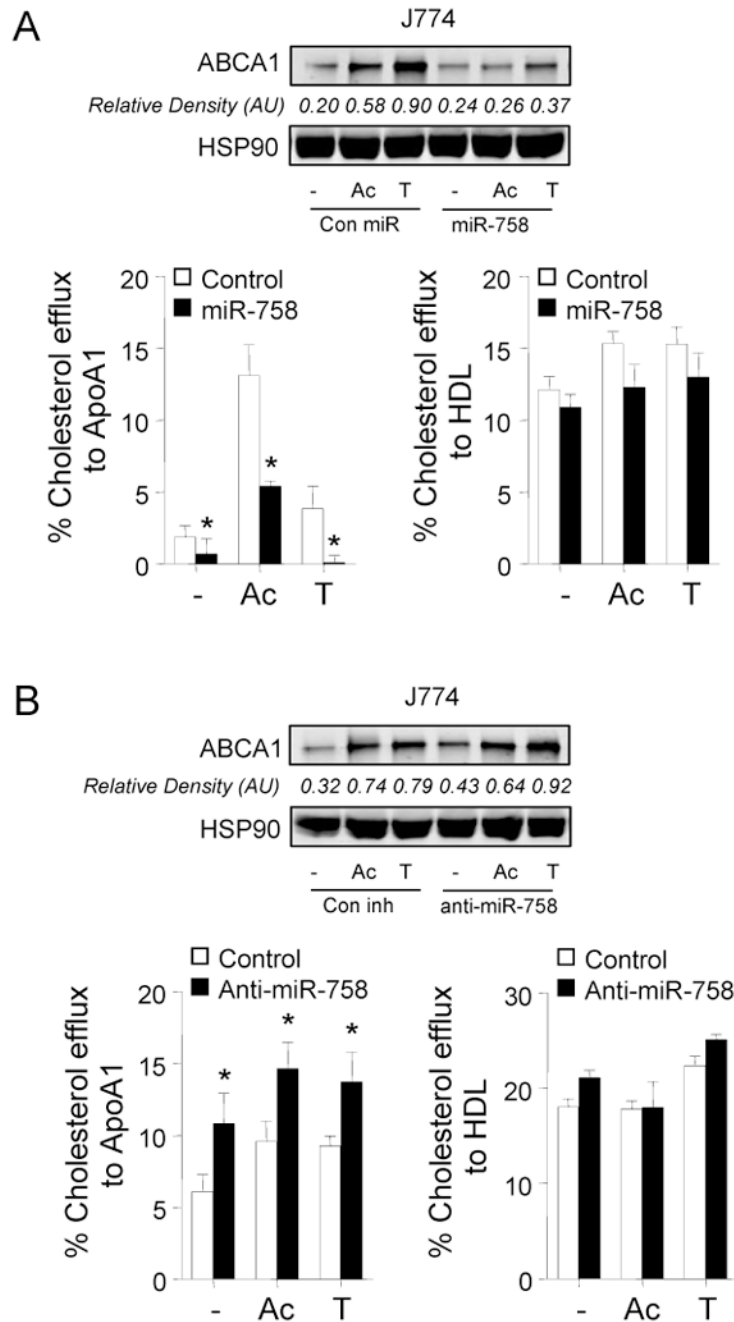 A
J774
ABCA1
Relative Density (AU) 0.20 0.58 0.90 0.24 0.26 0.37
HSP90
- Ac T - Ac T
Con miR miR-758
% Cholesterol efflux
to ApoA1
20
15
10
5
0
Control
miR-758
*
*
*
- Ac T
% Cholesterol efflux
to HDL
20
15
10
5
0
Control
miR-758
- Ac T
B
J774
ABCA1
Relative Density (AU) 0.32 0.74 0.79 0.43 0.64 0.92
HSP90
- Ac T - Ac T
Con inh anti-miR-758
% Cholesterol efflux
to ApoA1
20
15
10
5
0
Control
Anti-miR-758
*
*
*
- Ac T
% Cholesterol efflux
to HDL
30
20
10
0
Control
Anti-miR-758
- Ac T